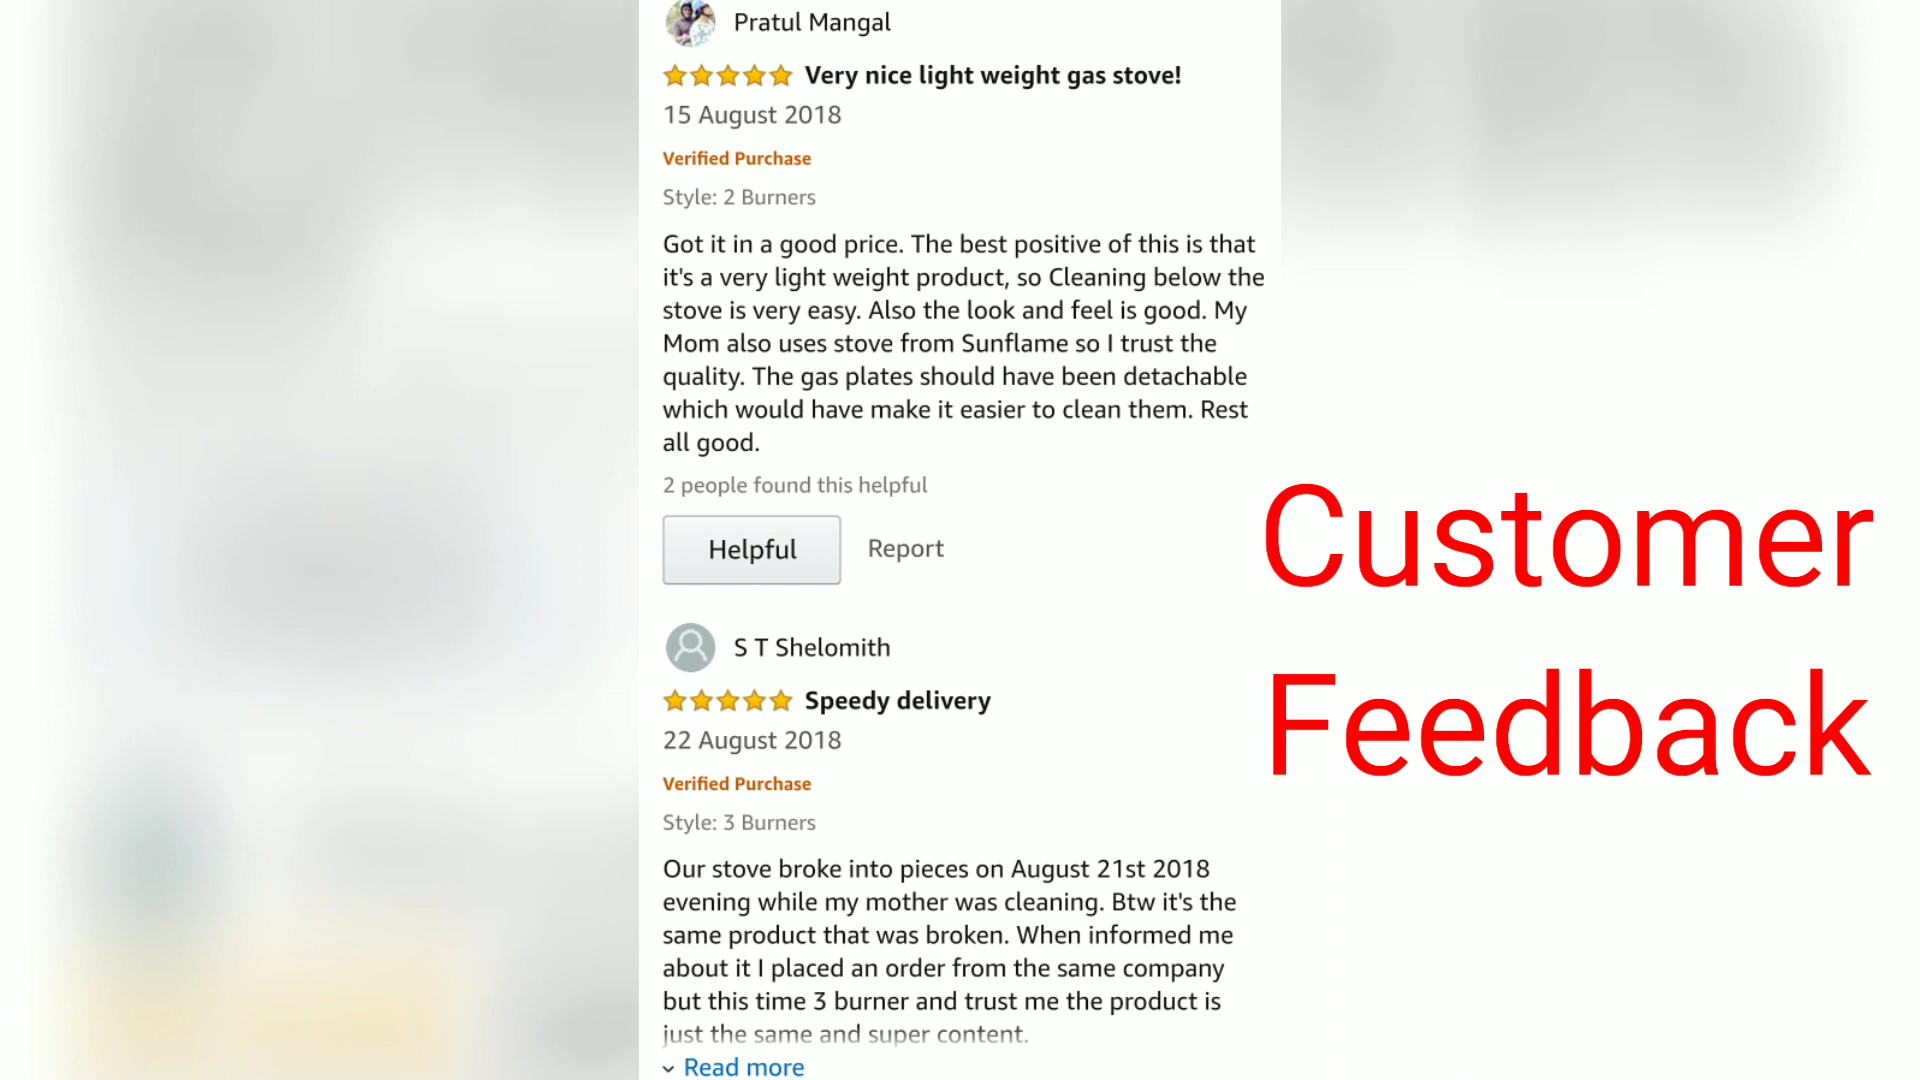 Pratul Mangal
Very nice light weight gas stove!
15 August 2018
Verified Purchase
Style: 2 Burners
Got it in a good price. The best positive of this is that
it's a very light weight product, so Cleaning below the
stove is very easy. Also the look and feel is good. My
Mom also uses stove from Sunflame so I trust the
quality. The gas plates should have been detachable
which would have make it easier to clean them. Rest
all good.
2 people found this helpful
Helpful
Report
S T Shelomith
Speedy delivery
22 August 2018
Verified Purchase
Style: 3 Burners
Our stove broke into pieces on August 21st 2018
evening while my mother was cleaning. Btw it's the
same product that was broken. When informed me
about it I placed an order from the same company
but this time 3 burner and trust me the product is
just the same and super content.
Read more
Customer
Feedback